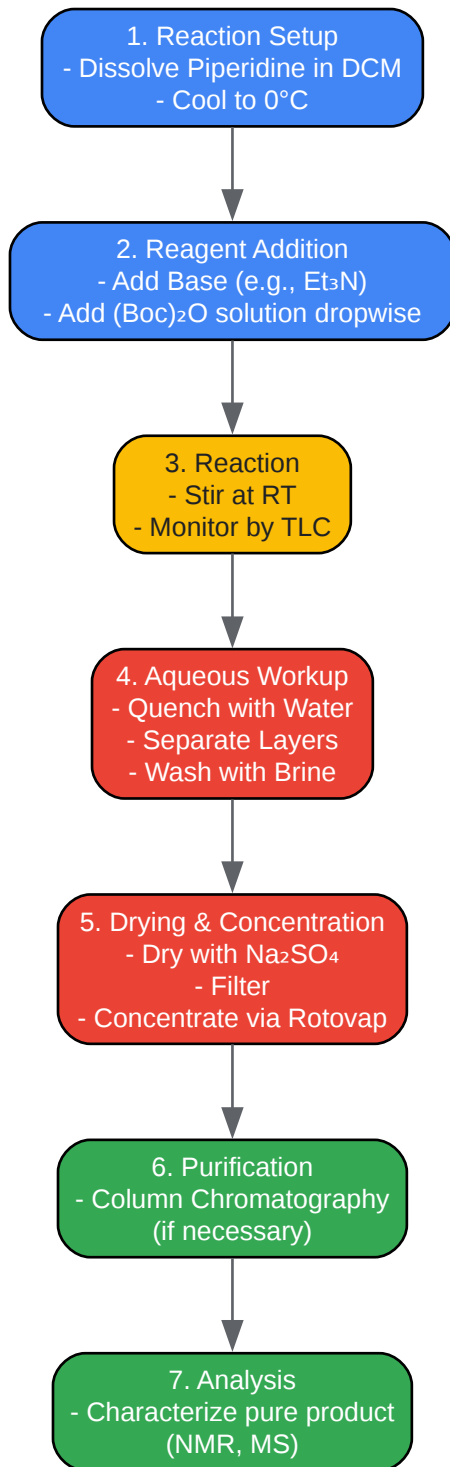 1. Reaction Setup
- Dissolve Piperidine in DCM
- Cool to 0°C
2. Reagent Addition
- Add Base (e.g., Et₃N)
- Add (Boc)₂O solution dropwise
3. Reaction
- Stir at RT
- Monitor by TLC
4. Aqueous Workup
- Quench with Water
- Separate Layers
- Wash with Brine
5. Drying & Concentration
- Dry with Na₂SO₄
- Filter
- Concentrate via Rotovap
6. Purification
- Column Chromatography
(if necessary)
7. Analysis
- Characterize pure product
(NMR, MS)